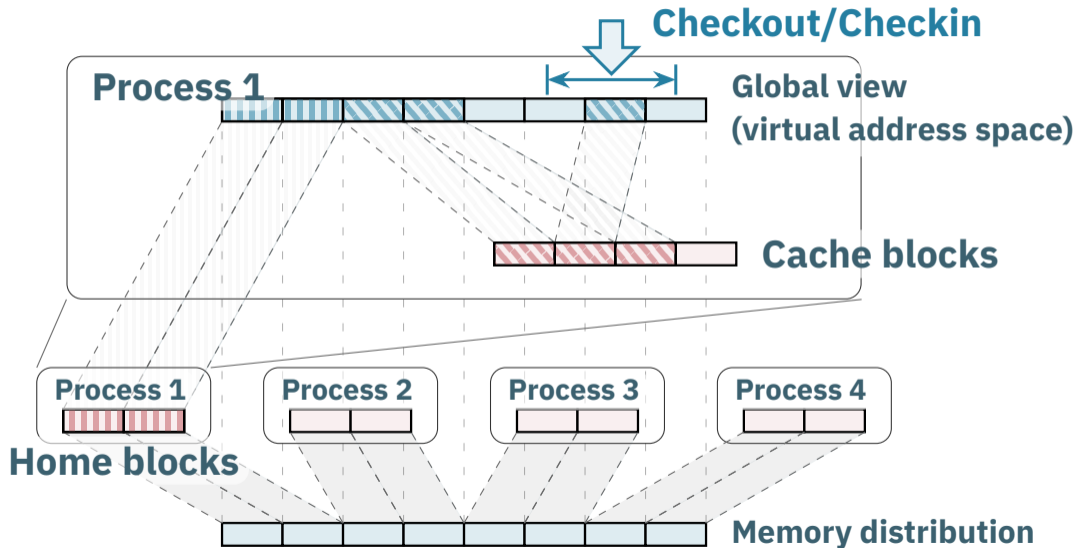 Checkout/Checkin
Process 1
Global view
(virtual address space)
Cache blocks
Process 1
Process 2
Process 3
Process 4
Home blocks
Memory distribution